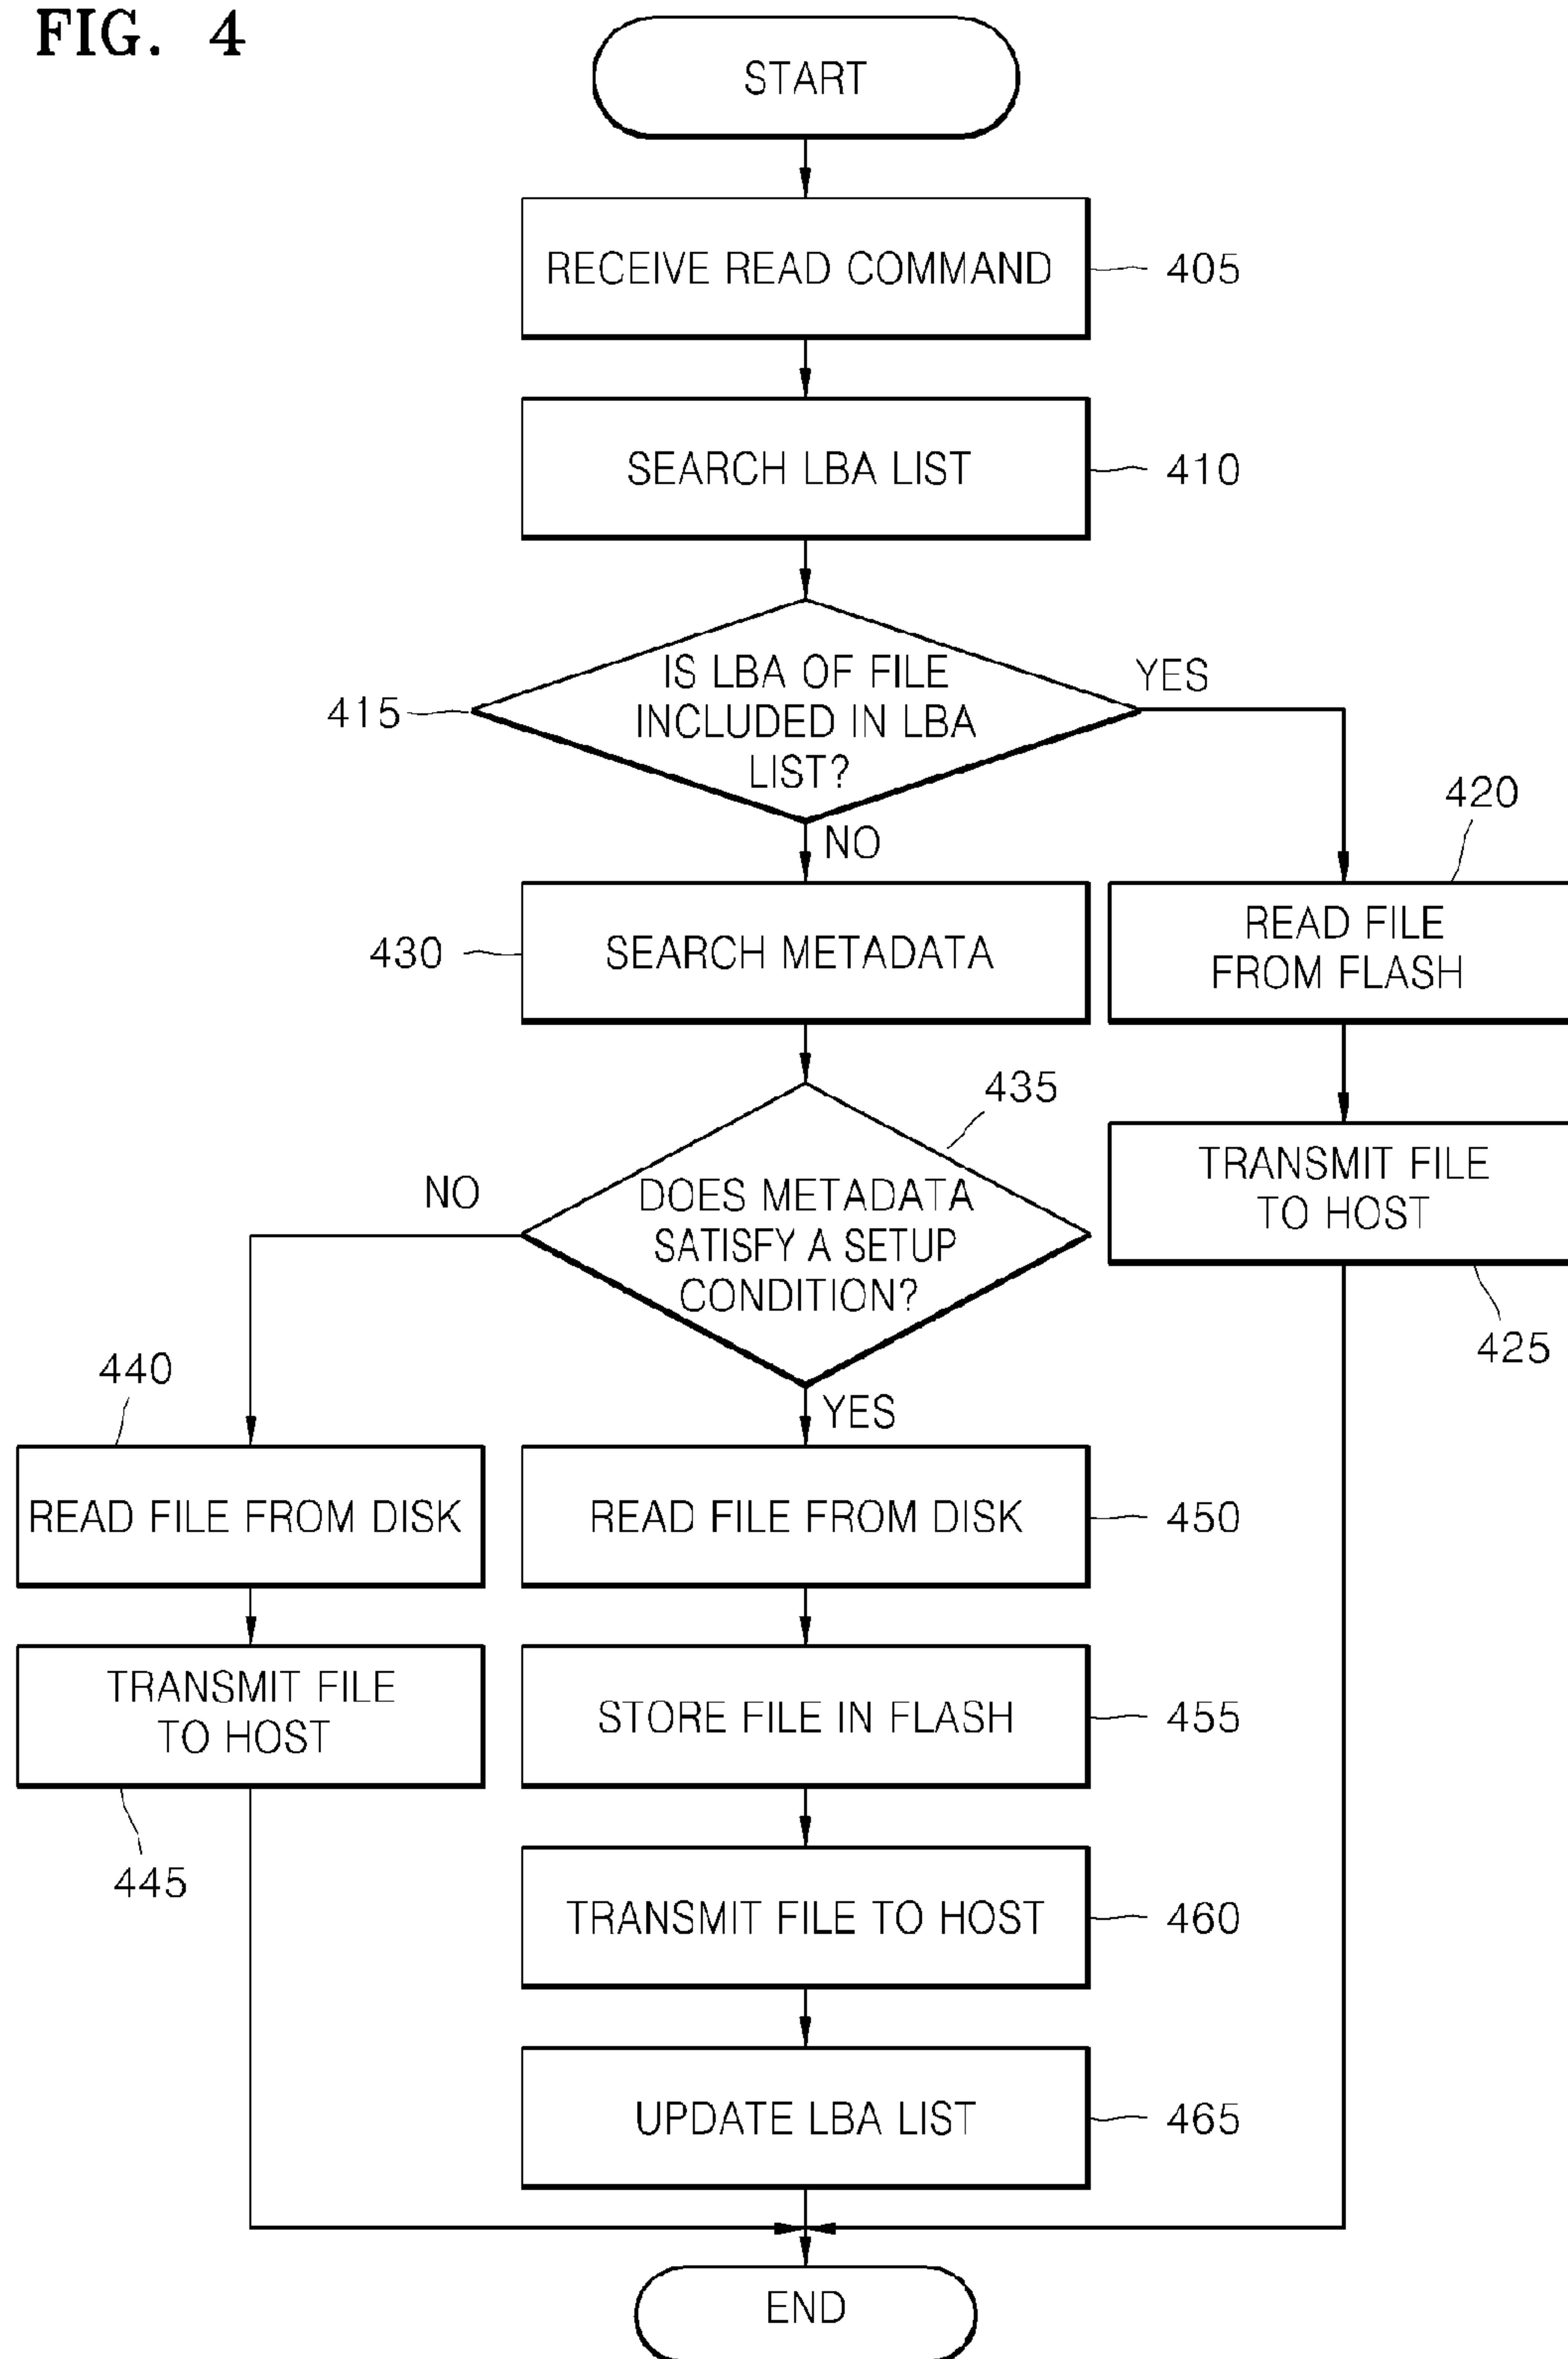 FIG. 4
START
RECEIVE READ COMMAND
405
SEARCH LBA LIST
410
IS LBA OF FILE
INCLUDED IN LBA
LIST?
415
YES
NO
420
READ FILE
FROM FLASH
SEARCH METADATA
430
435
TRANSMIT FILE
TO HOST
425
DOES METADATA
SATISFY A SETUP
CONDITION?
NO
YES
440
READ FILE FROM DISK
READ FILE FROM DISK
450
TRANSMIT FILE
TO HOST
445
STORE FILE IN FLASH
455
TRANSMIT FILE TO HOST
460
UPDATE LBA LIST
465
END